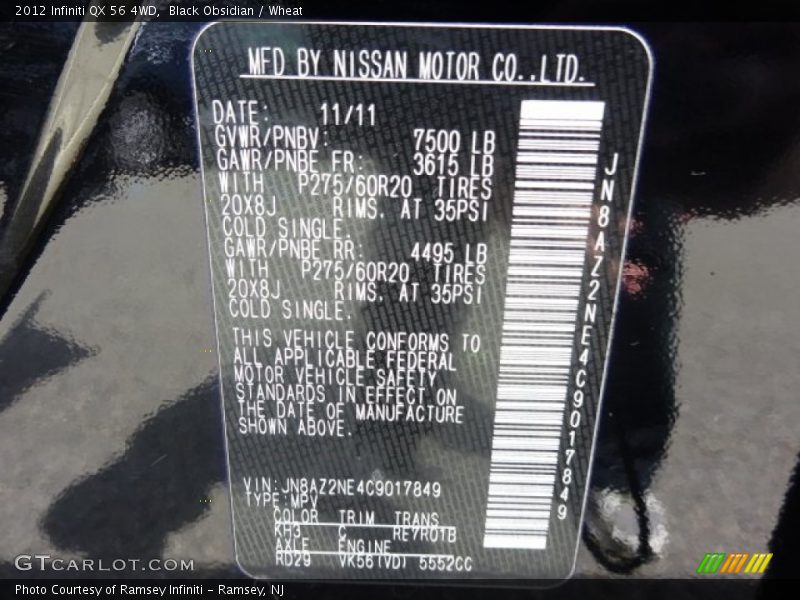 2012 Infiniti QX 56 4WD, Black Obsidian / Wheat
MFD BY NISSAN MOTOR CO.,LTD.
DATE: 11/11
GVWR/PNBV: 7500 LB
GAWR/PNBE FR: 3615 LB
WITH P275/60R20 TIRES
20X8J RIMS. AT 35PSI
COLD SINGLE.
GAWR/PNBE RR: 4495 LB
WITH P275/60R20 TIRES
20X8J RIMS. AT 35PSI
COLD SINGLE.
THIS VEHICLE CONFORMS TO
ALL APPLICABLE FEDERAL
MOTOR VEHICLE SAFETY
STANDARDS IN EFFECT ON
THE DATE OF MANUFACTURE
SHOWN ABOVE.
VIN:JN8AZ2NE4C9017849
TYPE:MPV
COLOR TRIM TRANS
KH3 C RE7R01B
AXLE ENGINE
RD29 VK56(VD) 5552CC
JN8AZ2NE4C9017849
GTCARLOT.COM
Photo Courtesy of Ramsey Infiniti - Ramsey, NJ